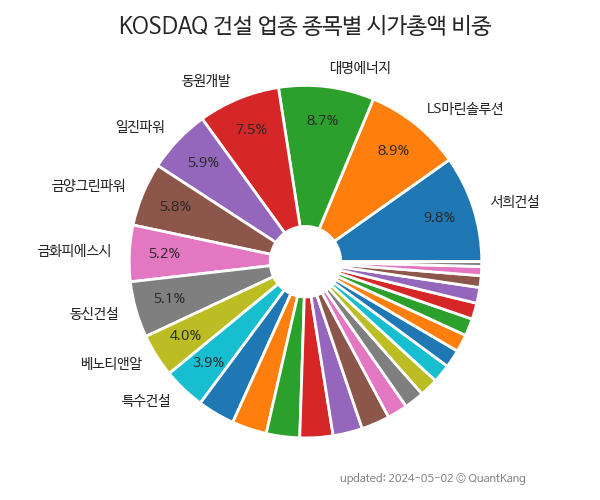 KOSDAQ 건설 업종 종목별 시가총액 비중
대명에너지
동원개발
LS마린솔루션
8.7%
7.5%
일진파워
8.9%
5.9%
금양그린파워
5.8%
서희건설
9.8%
금화피에스시
5.2%
5.1%
동신건설
4.0%
베노티앤알
3.9%
특수건설
updated: 2024-05-02 © QuantKang